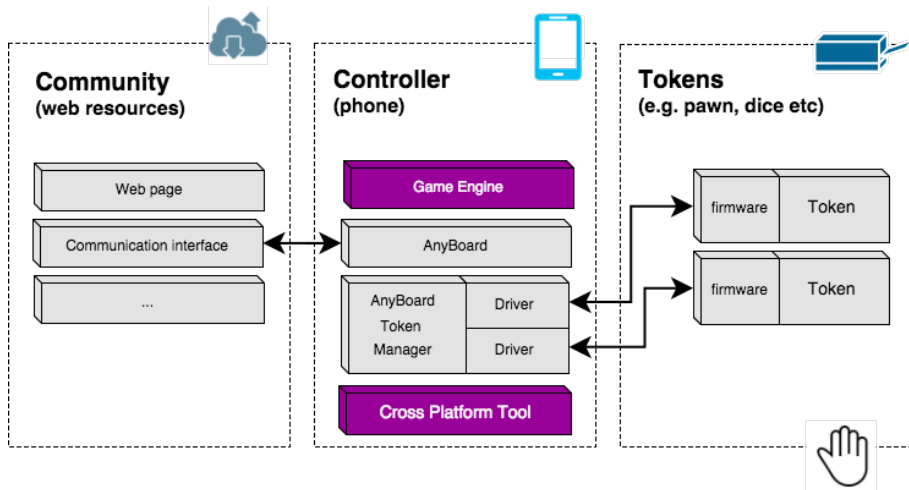 Community
(web resources)
Web page
Communication interface
...
Controller
(phone)
Game Engine
AnyBoard
AnyBoard
Token
Manager
Driver
Driver
Cross Platform Tool
Tokens
(e.g. pawn, dice etc)
firmware
Token
firmware
Token